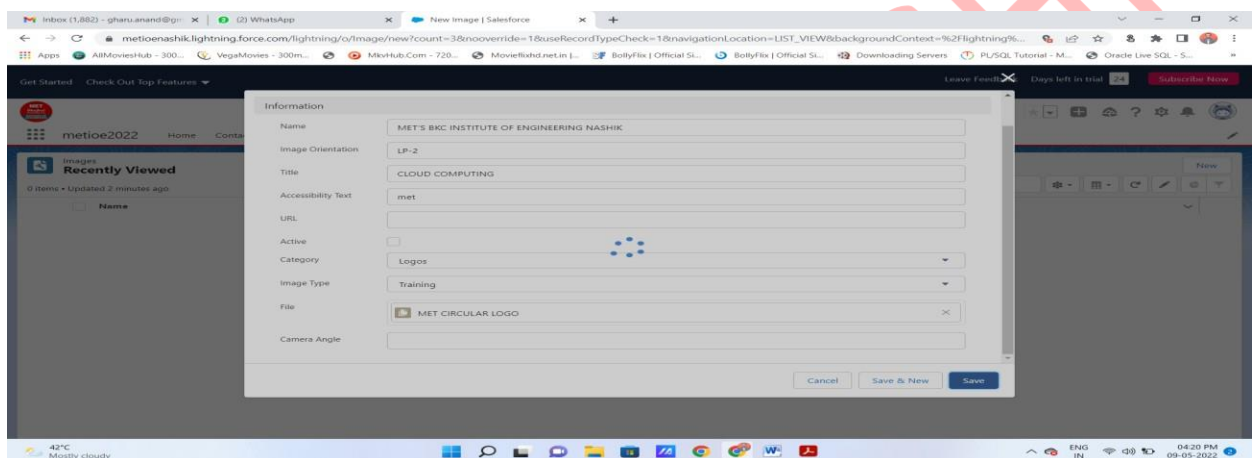 Inbox (1,882) - gharu.anand@g
(2) WhatsApp
New Image | Salesforce
metioenashik.lightning.force.com/lightning/o/Image/new?count=3&nooverride=1&useRecordTypeCheck=1&navigationLocation=LIST_VIEW&backgroundContext=%2Flightning%...
Apps AllMoviesHub - 300... VegaMovies - 300m... MkvHub.Com - 720... Movieflixhd.net.in |... BollyFlix | Official Si... BollyFlix | Official Si... Downloading Servers PL/SQL Tutorial - M... Oracle Live SQL - S... »
Get Started Check Out Top Features Leave Feedb Days left in trial 24 Subscribe Now
MET
metioe2022 Home Conta
Images
Recently Viewed
New
0 items • Updated 2 minutes ago
Name
Information
Name MET'S BKC INSTITUTE OF ENGINEERING NASHIK
Image Orientation LP-2
Title CLOUD COMPUTING
Accessibility Text met
URL
Active
Category Logos
Image Type Training
File MET CIRCULAR LOGO
Camera Angle
Cancel Save & New Save
42°C
Mostly cloudy
ENG
IN
04:20 PM
09-05-2022
2